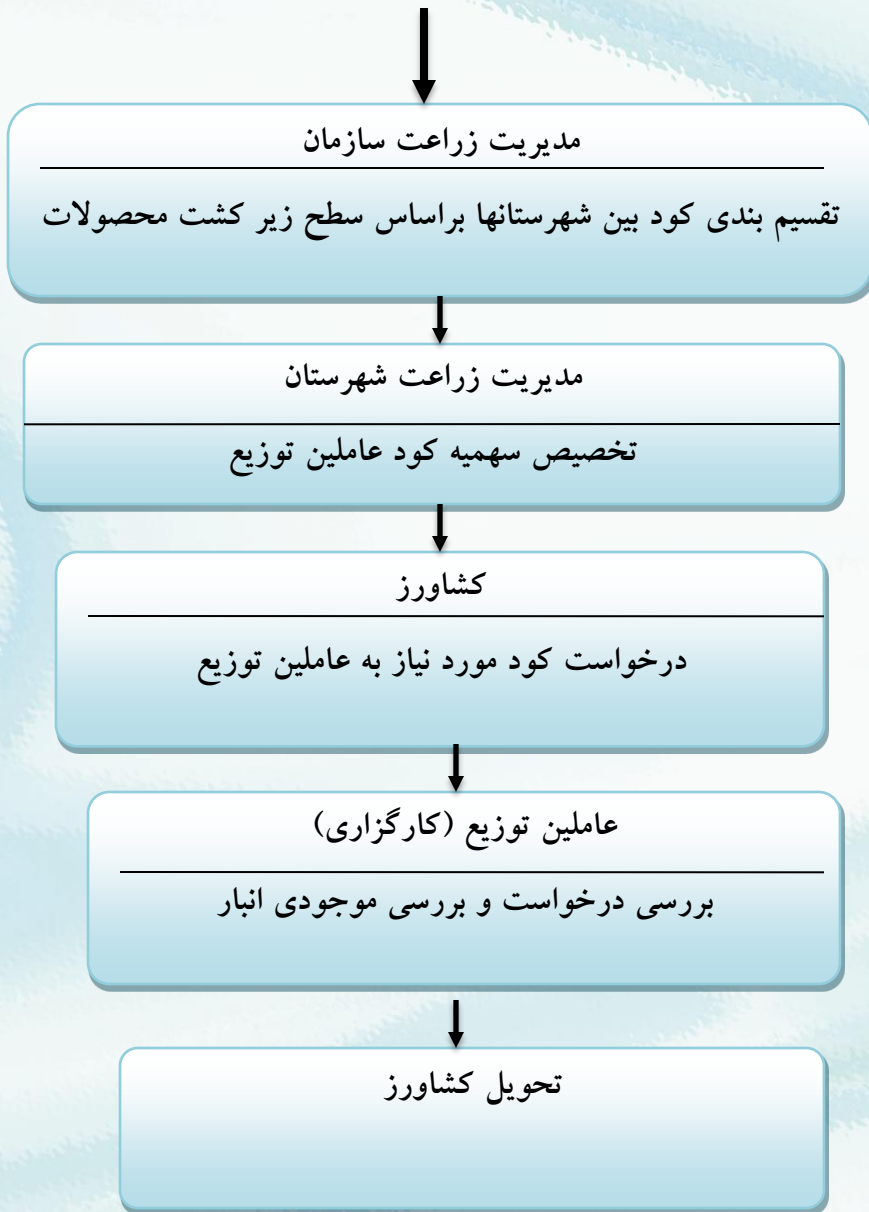 مدیریت زراعت سازمان
تقسیم بندی کود بین شهرستانها براساس سطح زیر کشت محصولات
مدیریت زراعت شهرستان
تخصیص سهمیه کود عاملین توزیع
کشاورز
درخواست کود مورد نیاز به عاملین توزیع
عاملین توزیع (کارگزاری)
بررسی درخواست و بررسی موجودی انبار
تحویل کشاورز